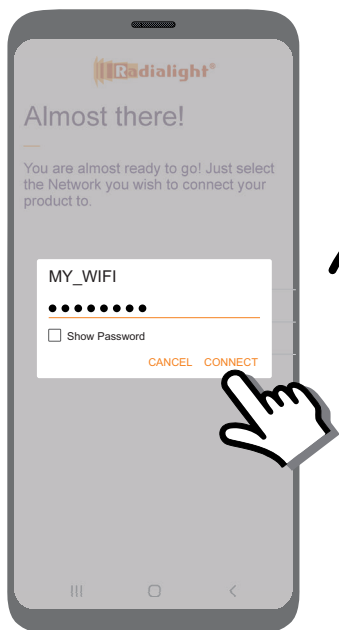 Radialight®
Almost there!
You are almost ready to go! Just select
the Network you wish to connect your
product to.
MY_WIFI
Show Password
CANCEL CONNECT